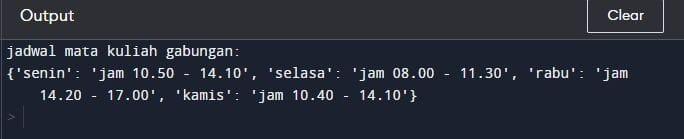 Output
Clear
jadwal mata kuliah gabungan:
{'senin': 'jam 10.50 - 14.10', 'selasa': 'jam 08.00 - 11.30', 'rabu': 'jam
14.20 - 17.00', 'kamis': 'jam 10.40 - 14.10'}
>